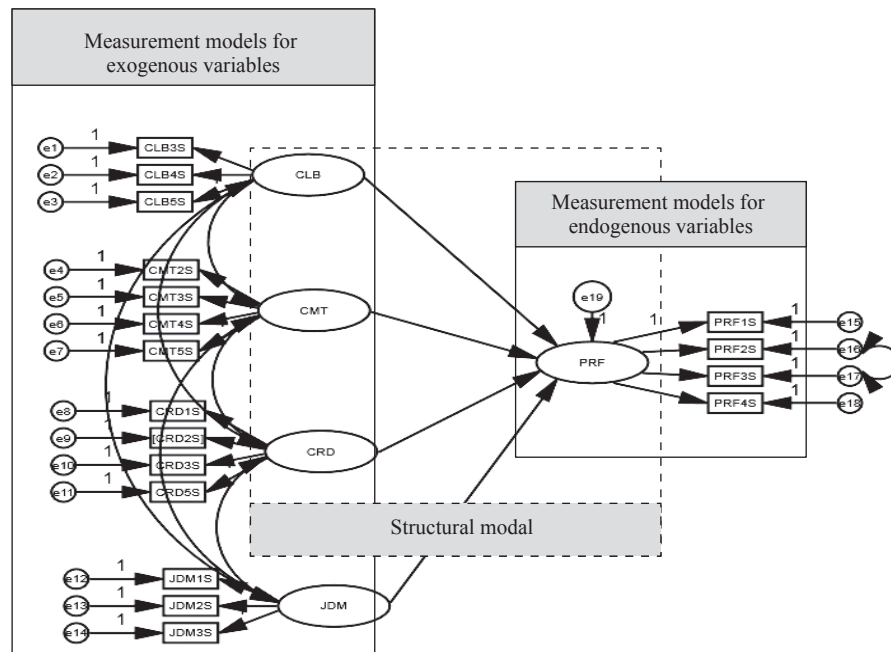 Measurement models for
exogenous variables
e1 1 CLB3S
e2 1 CLB4S
e3 1 CLB5S
CLB
Measurement models for
endogenous variables
e4 1 CMT2S
e5 1 CMT3S
e6 1 CMT4S
e7 1 CMT5S
CMT
e19
1
PRF
1
PRF1S 1 e15
PRF2S 1 e16
PRF3S 1 e17
PRF4S 1 e18
e8 1 CRD1S
e9 1 [CRD2S]
e10 1 CRD3S
e11 1 CRD5S
CRD
Structural modal
e12 1 JDM1S
e13 1 JDM2S
e14 1 JDM3S
JDM